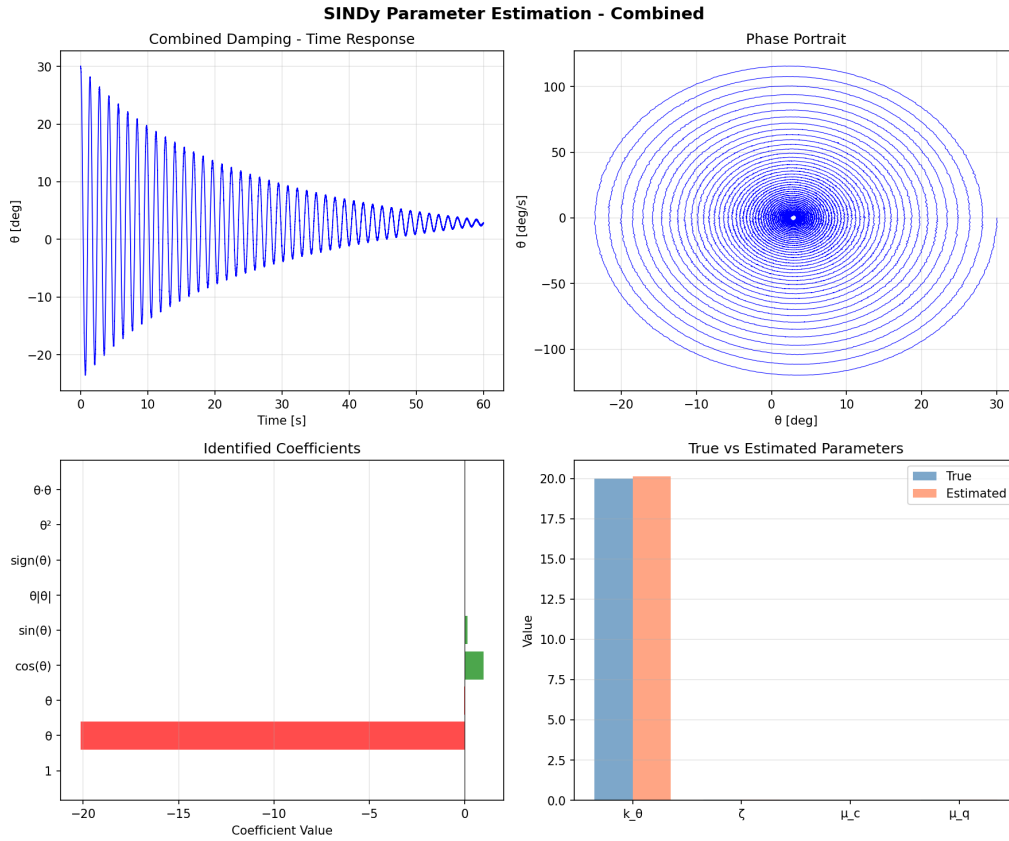 SINDy Parameter Estimation - Combined
Combined Damping - Time Response
30
20
10
0
−10
−20
θ [deg]
0
10
20
30
40
50
60
Time [s]
Phase Portrait
100
50
0
−50
−100
θ̇ [deg/s]
−20
−10
0
10
20
30
θ [deg]
Identified Coefficients
θ·θ̇
θ̇²
sign(θ̇)
θ̇|θ̇|
sin(θ)
cos(θ)
θ̇
θ
1
−20
−15
−10
−5
0
Coefficient Value
True vs Estimated Parameters
True
Estimated
20.0
17.5
15.0
12.5
10.0
7.5
5.0
2.5
0.0
Value
k_θ
ζ
μ_c
μ_q